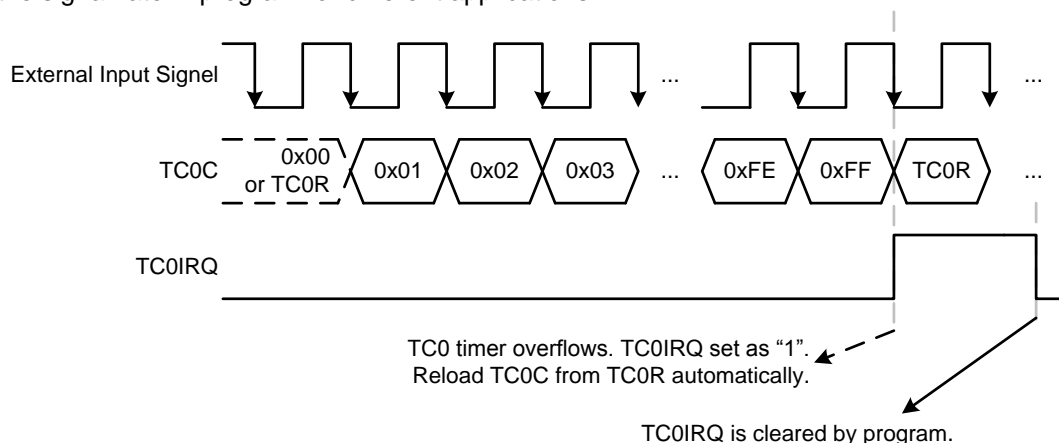 External Input Signel
...
...
TC0C
0x00
or TC0R
0x01
0x02
0x03
...
0xFE
0xFF
TC0R
...
TC0IRQ
TC0 timer overflows. TC0IRQ set as “1”.
Reload TC0C from TC0R automatically.
TC0IRQ is cleared by program.